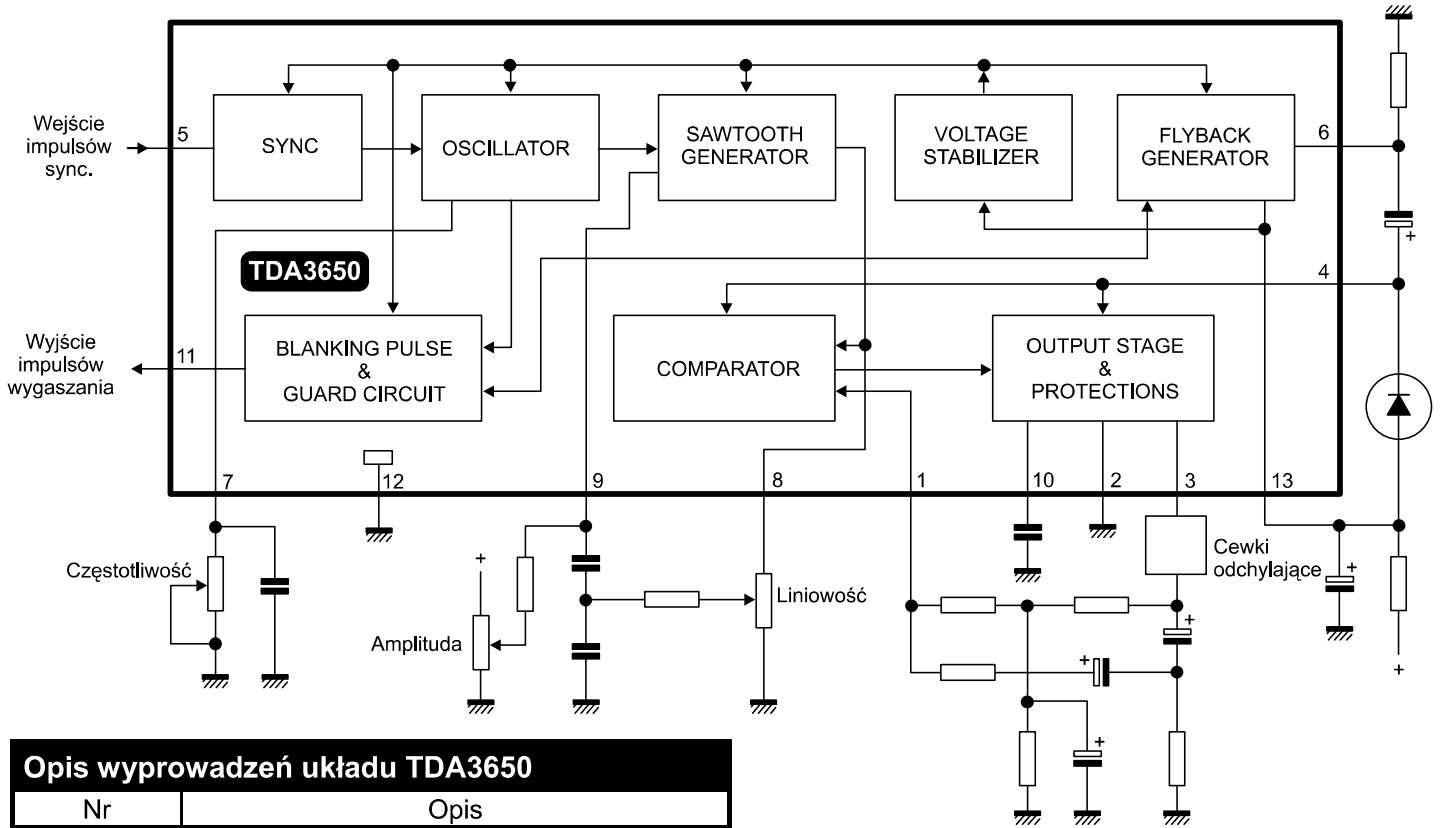 Wejście
impulsów
sync.
5
SYNC
OSCILLATOR
SAWTOOTH
GENERATOR
VOLTAGE
STABILIZER
FLYBACK
GENERATOR
6
+
TDA3650
4
Wyjście
impulsów
wygaszania
11
BLANKING PULSE
&
GUARD CIRCUIT
COMPARATOR
OUTPUT STAGE
&
PROTECTIONS
7
12
9
8
1
10
2
3
13
Częstotliwość
+
Amplituda
Liniowość
Cewki
odchylające
+
+
+
+
+
Opis wyprowadzeń układu TDA3650
Nr Opis